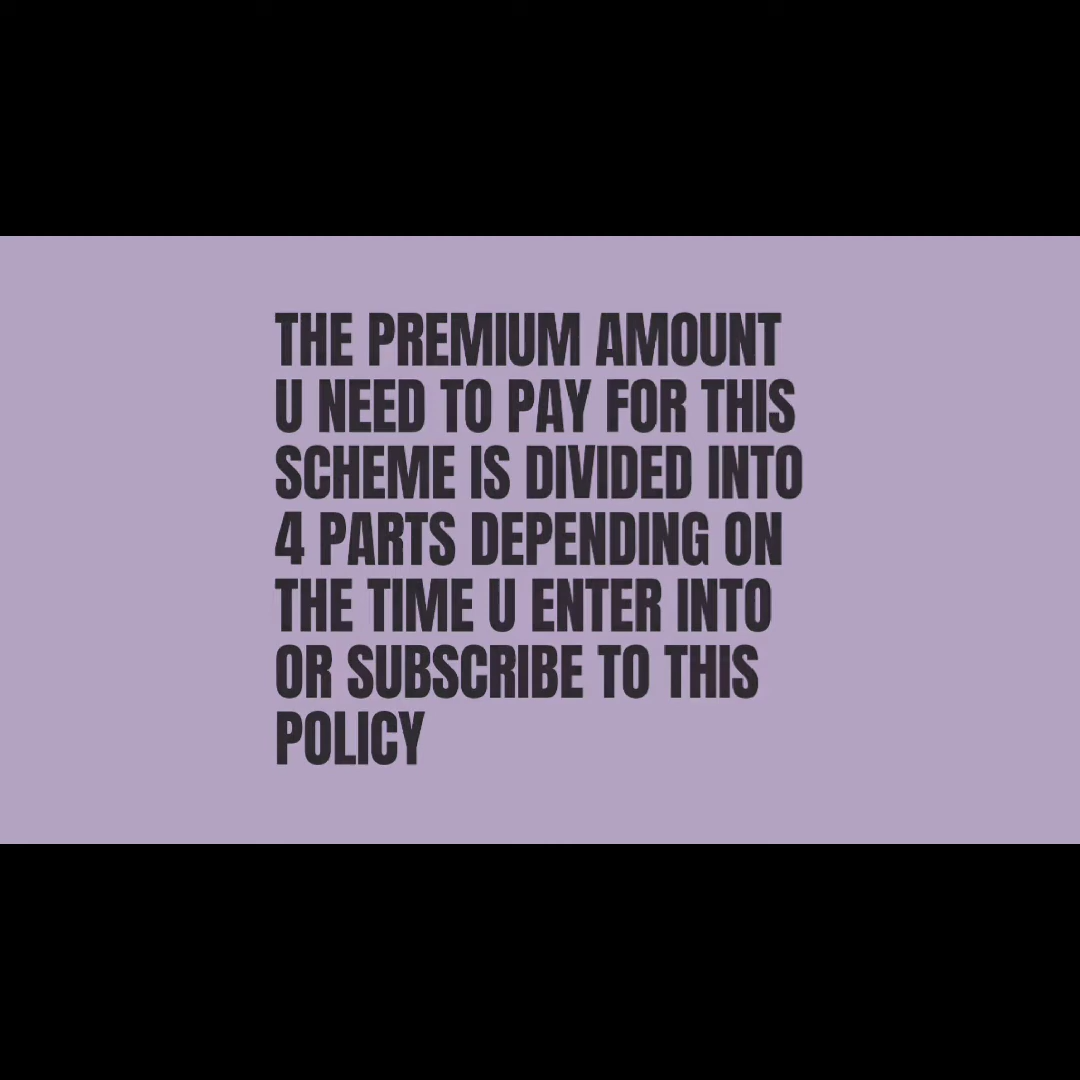 THE PREMIUM AMOUNT
U NEED TO PAY FOR THIS
SCHEME IS DIVIDED INTO
4 PARTS DEPENDING ON
THE TIME U ENTER INTO
OR SUBSCRIBE TO THIS
POLICY